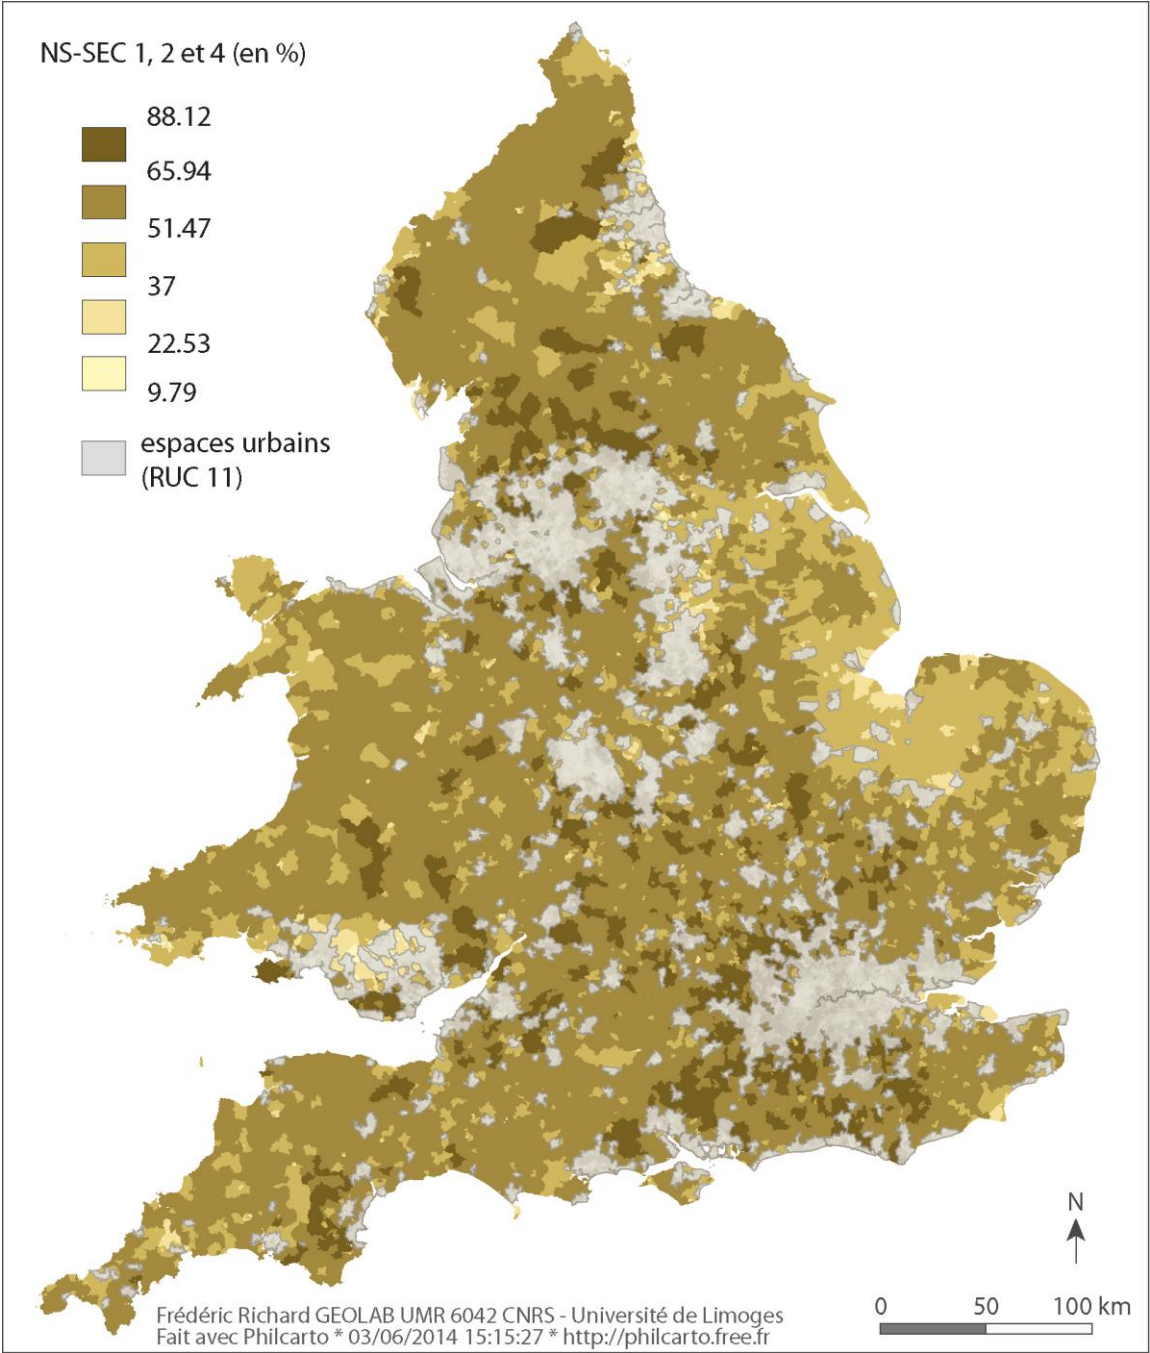 NS-SEC 1, 2 et 4 (en %)
88.12
65.94
51.47
37
22.53
9.79
espaces urbains
(RUC 11)
N
0 50 100 km
Frédéric Richard GEOLAB UMR 6042 CNRS - Université de Limoges
Fait avec Philcarto * 03/06/2014 15:15:27 * http://philcarto.free.fr